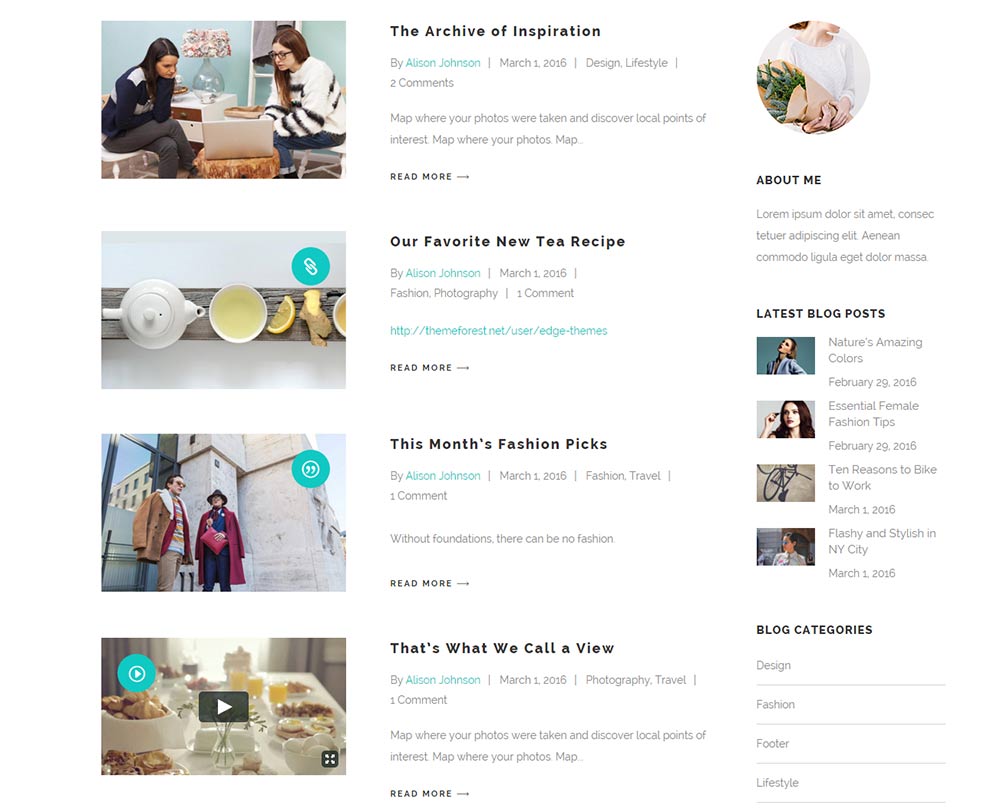 The Archive of Inspiration
By Alison Johnson | March 1, 2016 | Design, Lifestyle |
2 Comments
Map where your photos were taken and discover local points of
interest. Map where your photos. Map...
READ MORE
Our Favorite New Tea Recipe
By Alison Johnson | March 1, 2016 |
Fashion, Photography | 1 Comment
http://themeforest.net/user/edge-themes
READ MORE
This Month's Fashion Picks
By Alison Johnson | March 1, 2016 | Fashion, Travel |
1 Comment
Without foundations, there can be no fashion.
READ MORE
That's What We Call a View
By Alison Johnson | March 1, 2016 | Photography, Travel |
1 Comment
Map where your photos were taken and discover local points of
interest. Map where your photos. Map...
READ MORE
ABOUT ME
Lorem ipsum dolor sit amet, consec
tetuer adipiscing elit. Aenean
commodo ligula eget dolor massa.
LATEST BLOG POSTS
Nature's Amazing
Colors
February 29, 2016
Essential Female
Fashion Tips
February 29, 2016
Ten Reasons to Bike
to Work
March 1, 2016
Flashy and Stylish in
NY City
March 1, 2016
BLOG CATEGORIES
Design
Fashion
Footer
Lifestyle